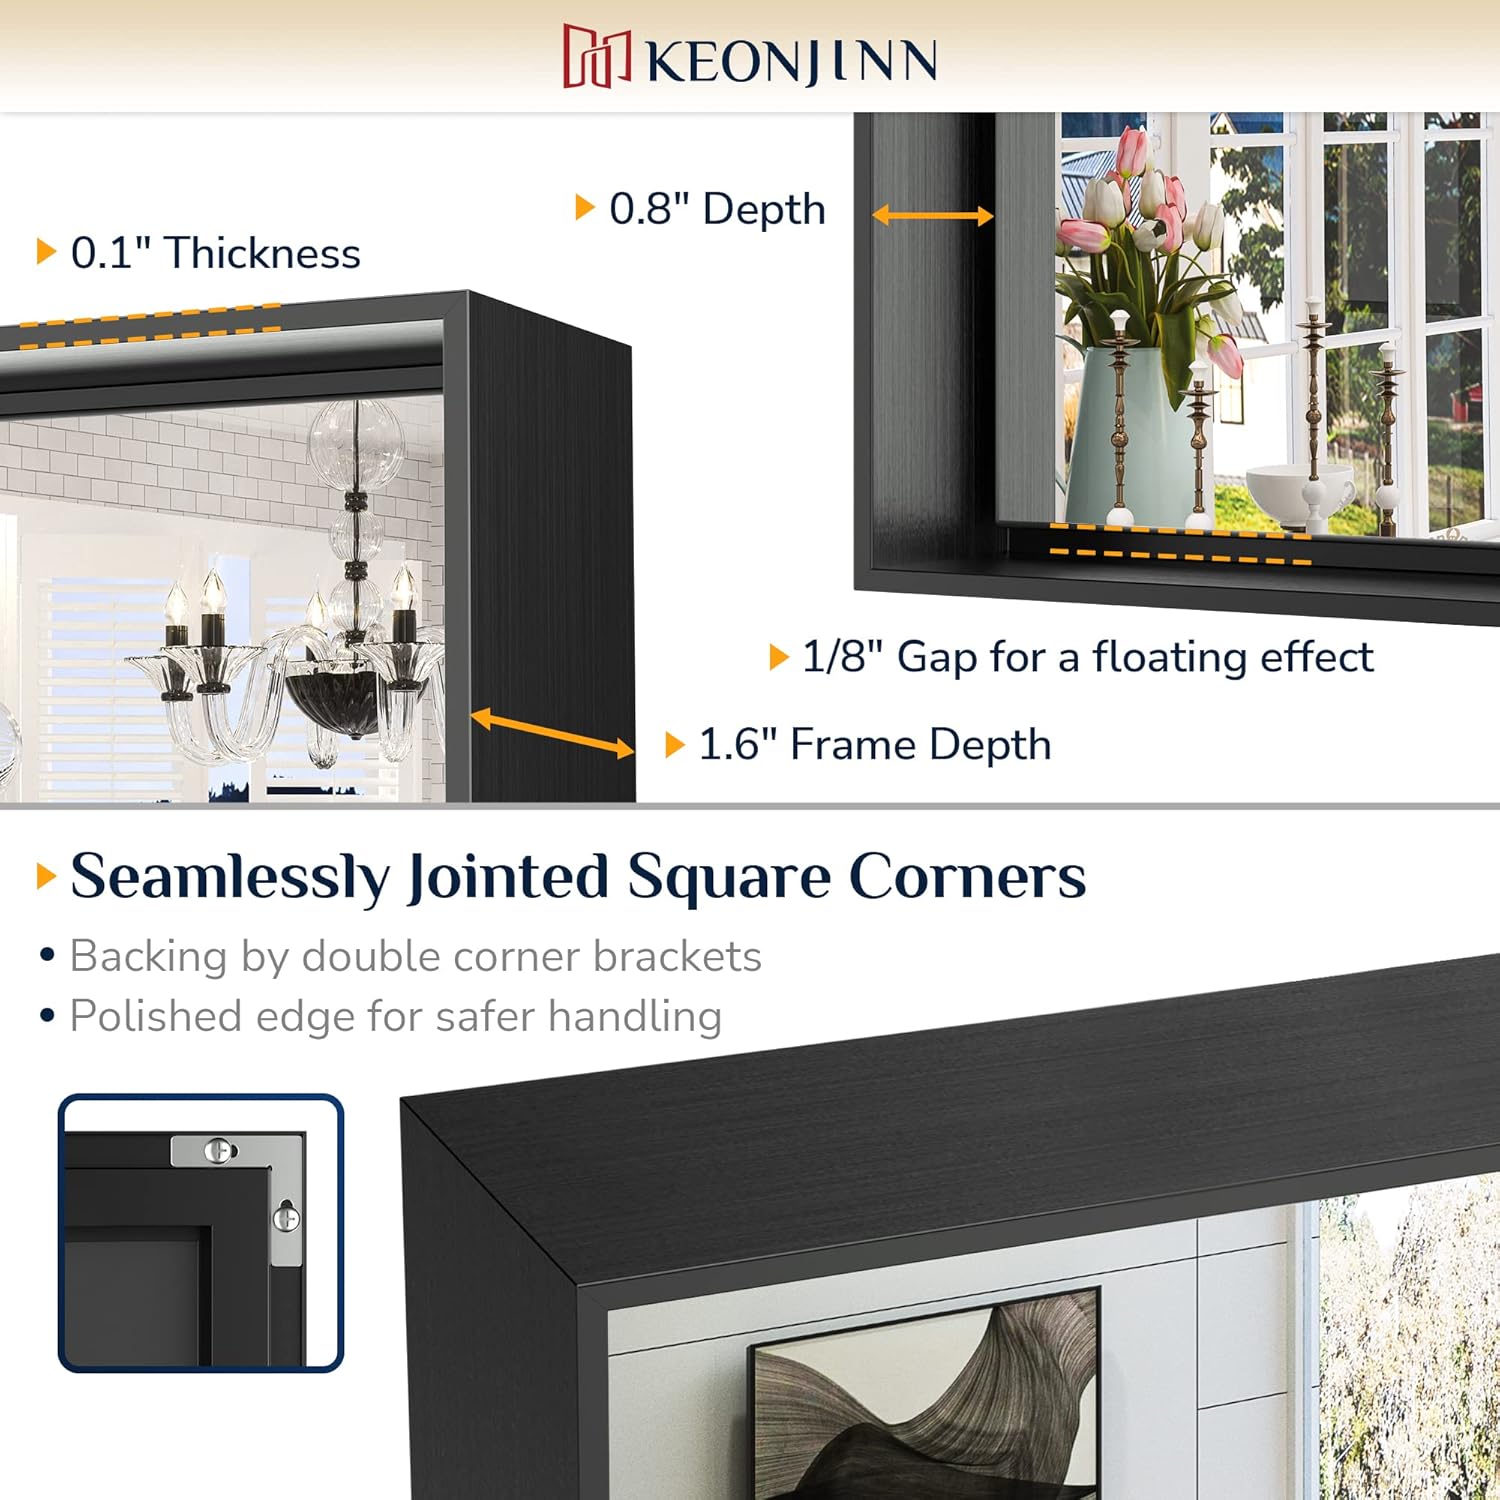 KEONJINN
0.8" Depth
0.1" Thickness
1/8" Gap for a floating effect
1.6" Frame Depth
Seamlessly Jointed Square Corners
• Backing by double corner brackets
• Polished edge for safer handling